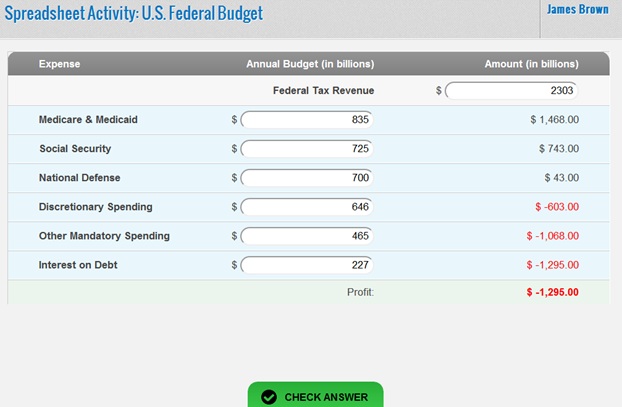 Spreadsheet Activity: U.S. Federal Budget
James Brown
Expense Annual Budget (in billions) Amount (in billions)
Federal Tax Revenue $ 2303
Medicare & Medicaid $ 835 $ 1,468.00
Social Security $ 725 $ 743.00
National Defense $ 700 $ 43.00
Discretionary Spending $ 646 $ -603.00
Other Mandatory Spending $ 465 $ -1,068.00
Interest on Debt $ 227 $ -1,295.00
Profit: $ -1,295.00
CHECK ANSWER